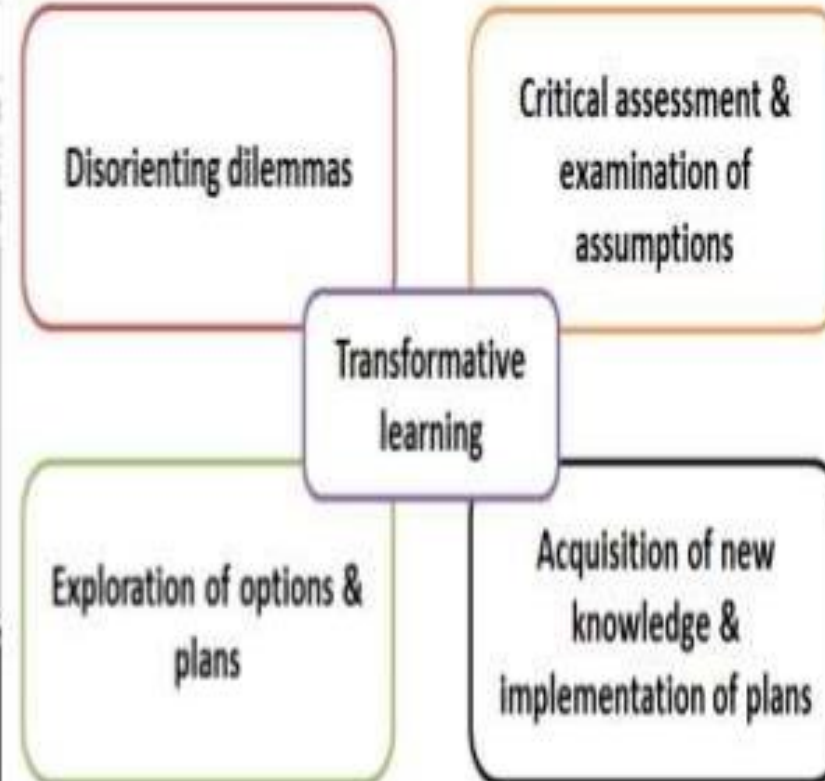 Disorienting dilemmas
Critical assessment &
examination of
assumptions
Transformative
learning
Exploration of options &
plans
Acquisition of new
knowledge &
implementation of plans